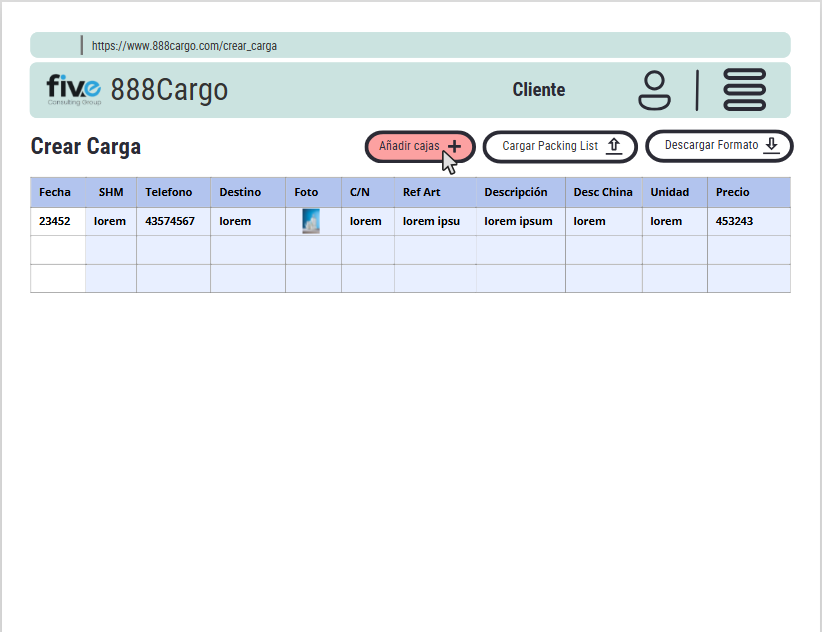 https://www.888cargo.com/crear_carga
five Consulting Group 888Cargo Cliente
Crear Carga Añadir cajas Cargar Packing List Descargar Formato
Fecha SHM Telefono Destino Foto C/N Ref Art Descripción Desc China Unidad Precio
23452 lorem 43574567 lorem lorem lorem ipsu lorem ipsum lorem lorem 453243